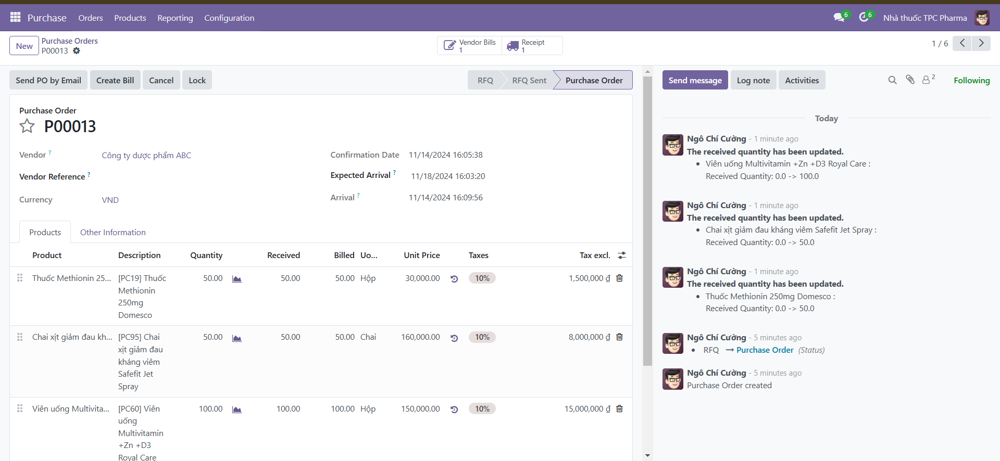 Purchase Orders Products Reporting Configuration 6 6 Nhà thuốc TPC Pharma
New Purchase Orders
P00013
Vendor Bills
1
Receipt
1
1 / 6
Send PO by Email Create Bill Cancel Lock
RFQ RFQ Sent Purchase Order
Purchase Order
P00013
Vendor ? Công ty dược phẩm ABC
Vendor Reference ?
Currency VND
Confirmation Date 11/14/2024 16:05:38
Expected Arrival ? 11/18/2024 16:03:20
Arrival ? 11/14/2024 16:09:56
Products Other Information
Product Description Quantity Received Billed Uo... Unit Price Taxes Tax excl.
Thuốc Methionin 25... [PC19] Thuốc 50.00 50.00 50.00 Hộp 30,000.00 10% 1,500,000 ₫
Methionin
250mg
Domesco
Chai xịt giảm đau kh... [PC95] Chai 50.00 50.00 50.00 Chai 160,000.00 10% 8,000,000 ₫
xịt giảm đau
kháng viêm
Safefit Jet
Spray
Viên uống Multivita... [PC60] Viên 100.00 100.00 100.00 Hộp 150,000.00 10% 15,000,000 ₫
uống
Multivitamin
+Zn +D3
Royal Care
Send message Log note Activities 2 Following
Today
Ngô Chí Cường - 1 minute ago
The received quantity has been updated.
• Viên uống Multivitamin +Zn +D3 Royal Care :
Received Quantity: 0.0 -> 100.0
Ngô Chí Cường - 1 minute ago
The received quantity has been updated.
• Chai xịt giảm đau kháng viêm Safefit Jet Spray :
Received Quantity: 0.0 -> 50.0
Ngô Chí Cường - 1 minute ago
The received quantity has been updated.
• Thuốc Methionin 250mg Domesco :
Received Quantity: 0.0 -> 50.0
Ngô Chí Cường - 5 minutes ago
• RFQ → Purchase Order (Status)
Ngô Chí Cường - 5 minutes ago
Purchase Order created